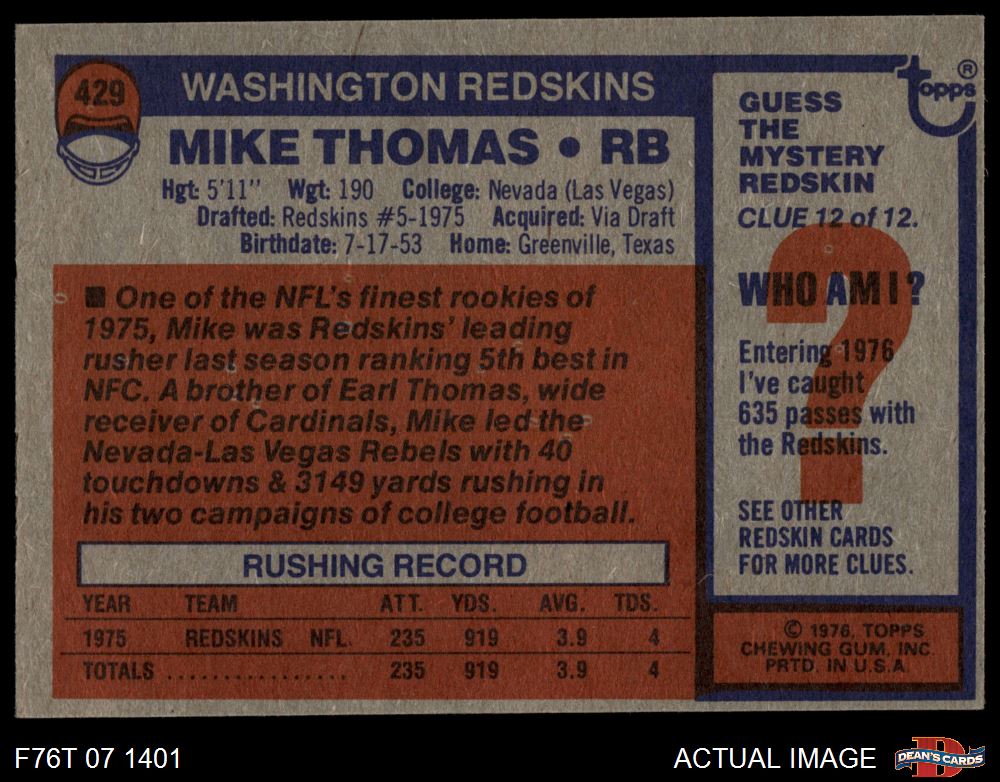 429
WASHINGTON REDSKINS
MIKE THOMAS • RB
Hgt: 5'11" Wgt: 190 College: Nevada (Las Vegas)
Drafted: Redskins #5-1975 Acquired: Via Draft
Birthdate: 7-17-53 Home: Greenville, Texas
■ One of the NFL's finest rookies of
1975, Mike was Redskins' leading
rusher last season ranking 5th best in
NFC. A brother of Earl Thomas, wide
receiver of Cardinals, Mike led the
Nevada-Las Vegas Rebels with 40
touchdowns & 3149 yards rushing in
his two campaigns of college football.
RUSHING RECORD
YEAR TEAM ATT. YDS. AVG. TDS.
1975 REDSKINS NFL. 235 919 3.9 4
TOTALS ................. 235 919 3.9 4
topps ®
GUESS
THE
MYSTERY
REDSKIN
CLUE 12 of 12.
?
WHO AM I?
Entering 1976
I've caught
635 passes with
the Redskins.
SEE OTHER
REDSKIN CARDS
FOR MORE CLUES.
© 1976, TOPPS
CHEWING GUM, INC.
PRTD. IN U.S.A.
F76T 07 1401
ACTUAL IMAGE
D
DEAN'S CARDS